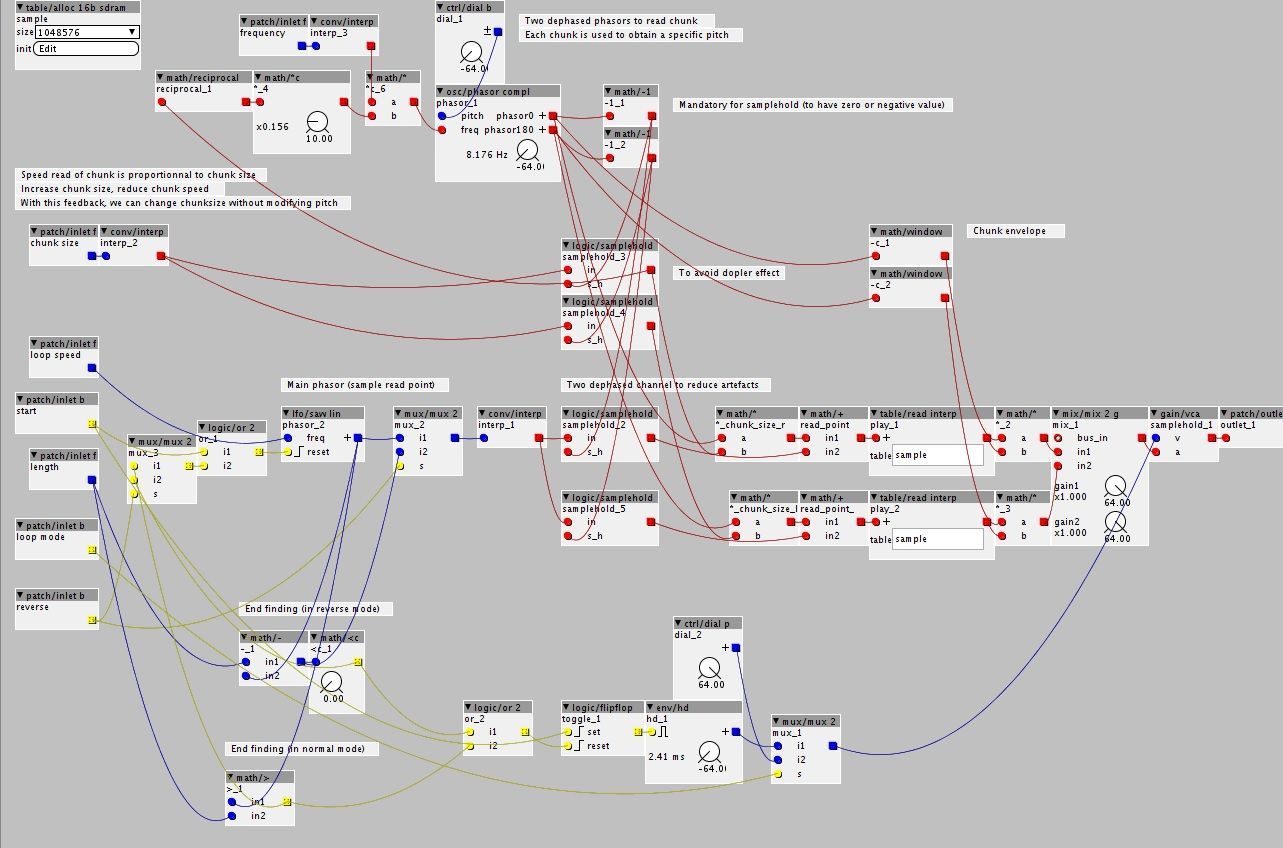 table/alloc 16b sdram
sample
size 1048576
init Edit
patch/inlet f
frequency
conv/interp
interp_3
ctrl/dial b
dial_1
-64.0
Two dephased phasors to read chunk
Each chunk is used to obtain a specific pitch
math/reciprocal
reciprocal_1
math/*c
*_4
x0.156
10.00
math/*
*c_6
a
b
osc/phasor compl
phasor_1
pitch phasor0 +
freq phasor180 +
8.176 Hz
-64.0
math/-1
-1_1
math/-1
-1_2
Mandatory for samplehold (to have zero or negative value)
Speed read of chunk is proportionnal to chunk size
Increase chunk size, reduce chunk speed
With this feedback, we can change chunksize without modifying pitch
patch/inlet f
chunk size
conv/interp
interp_2
logic/samplehold
samplehold_3
in
s_h
To avoid dopler effect
logic/samplehold
samplehold_4
in
s_h
math/window
-c_1
math/window
-c_2
Chunk envelope
patch/inlet f
loop speed
patch/inlet b
start
patch/inlet f
length
patch/inlet b
loop mode
patch/inlet b
reverse
mux/mux 2
mux_3
i1
i2
s
logic/or 2
or_1
i1
i2
Main phasor (sample read point)
lfo/saw lin
phasor_2
freq +
reset
mux/mux 2
mux_2
i1
i2
s
conv/interp
interp_1
Two dephased channel to reduce artefacts
logic/samplehold
samplehold_2
in
s_h
logic/samplehold
samplehold_5
in
s_h
math/*
*_chunk_size_r
a
b
math/+
read_point
in1
in2
table/read interp
play_1
+
table sample
math/*
*_2
a
b
mix/mix 2 g
mix_1
bus_in
in1
in2
gain1
x1.000
64.00
gain2
x1.000
64.00
gain/vca
samplehold_1
v
a
patch/outle
outlet_1
math/*
*_chunk_size_l
a
b
math/+
read_point_
in1
in2
table/read interp
play_2
+
table sample
math/*
*_3
a
b
End finding (in reverse mode)
math/-
-_1
in1
in2
math/<c
<c_1
0.00
End finding (in normal mode)
math/>
>_1
in1
in2
logic/or 2
or_2
i1
i2
logic/flipflop
toggle_1
set
reset
env/hd
hd_1
+
2.41 ms
-64.0
ctrl/dial p
dial_2
+
64.00
mux/mux 2
mux_1
i1
i2
s